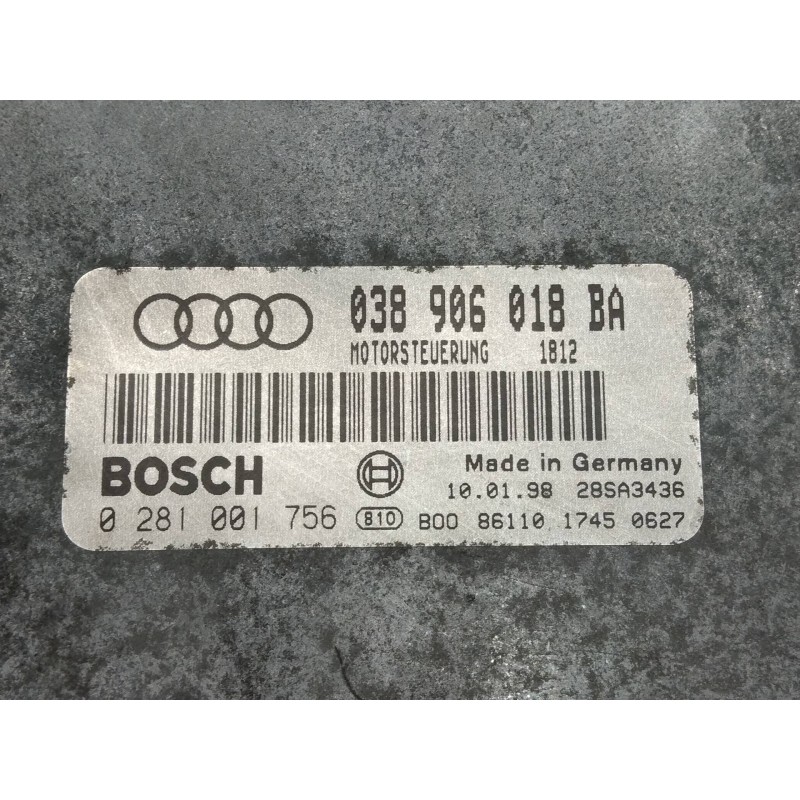 038 906 018 BA
MOTORSTEUERUNG 1812
BOSCH
Made in Germany
10.01.98 28SA3436
0 281 001 756 810 B00 86110 1745 0627